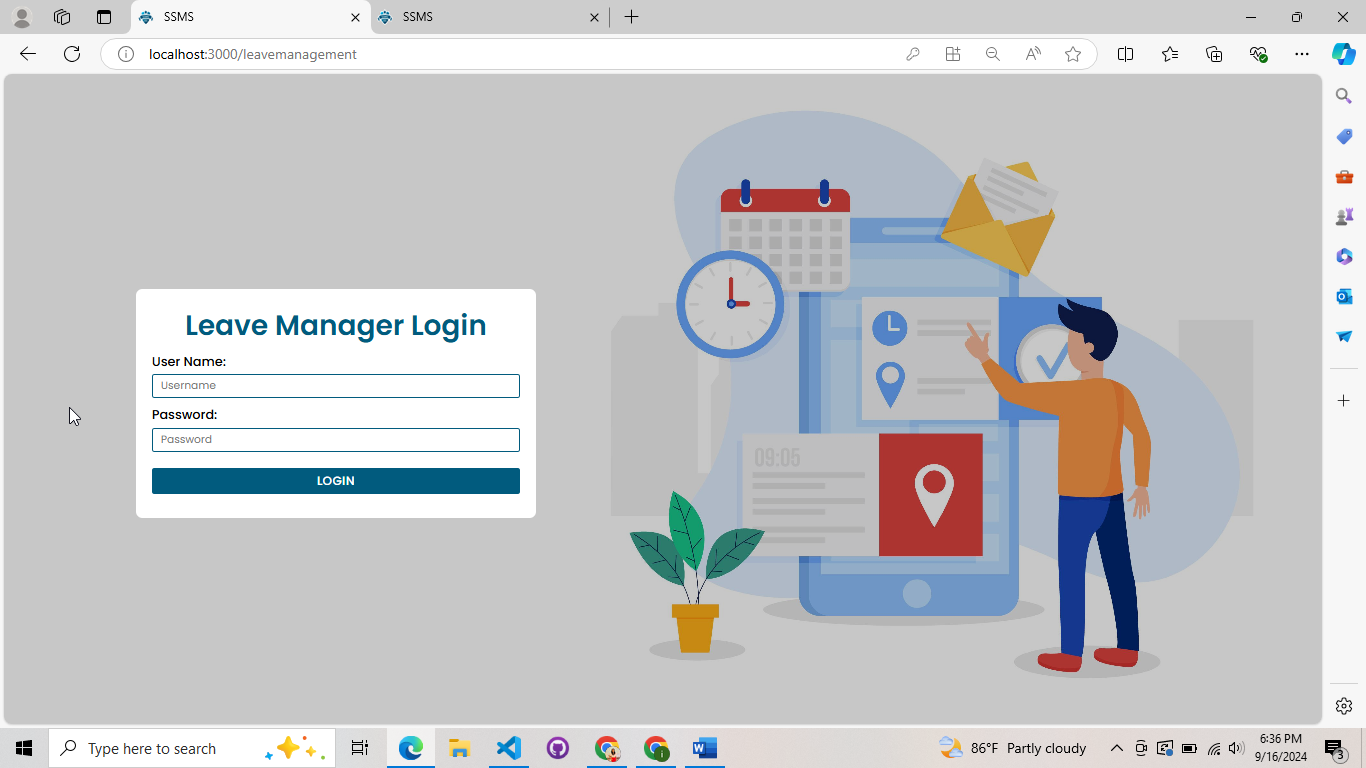 SSMS
SSMS
localhost:3000/leavemanagement
Leave Manager Login
User Name:
Username
Password:
Password
LOGIN
09:05
Type here to search
86°F Partly cloudy
6:36 PM
9/16/2024
3